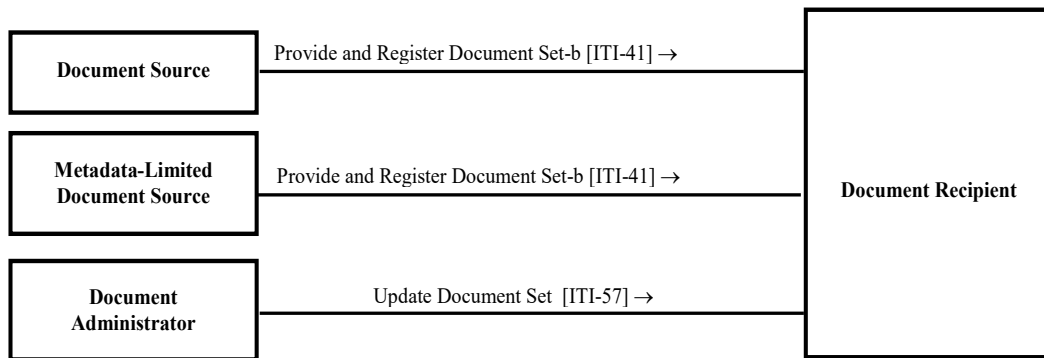 Document Source
Provide and Register Document Set-b [ITI-41] →
Metadata-Limited
Document Source
Provide and Register Document Set-b [ITI-41] →
Document Recipient
Document
Administrator
Update Document Set  [ITI-57] →